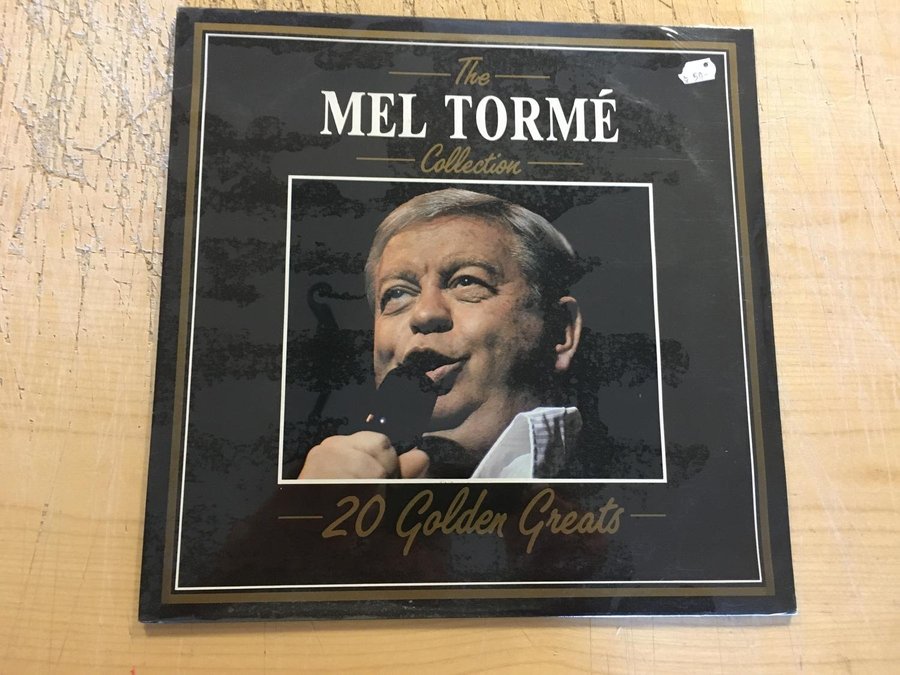 The
MEL TORMÉ
Collection
20 Golden Greats